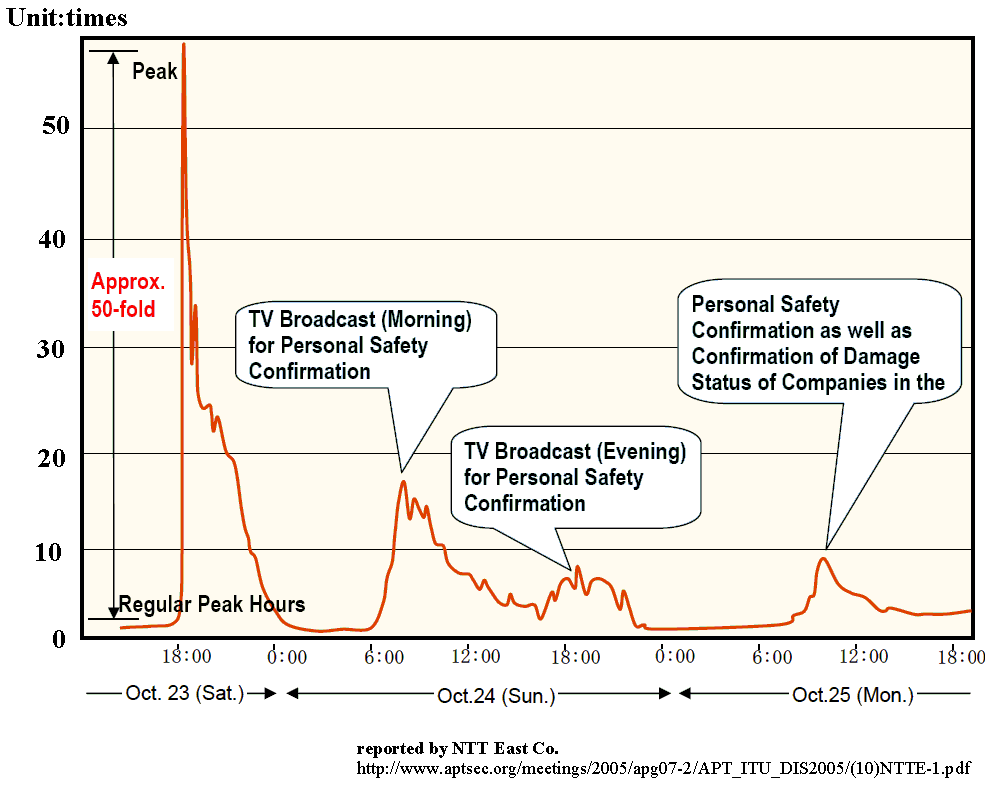 Unit:times
Peak
50
40
Approx.
50-fold
30
20
10
0
TV Broadcast (Morning)
for Personal Safety
Confirmation
TV Broadcast (Evening)
for Personal Safety
Confirmation
Personal Safety
Confirmation as well as
Confirmation of Damage
Status of Companies in the
Regular Peak Hours
18:00 0:00 6:00 12:00 18:00 0:00 6:00 12:00 18:00
Oct. 23 (Sat.) Oct.24 (Sun.) Oct.25 (Mon.)
reported by NTT East Co.
http://www.aptsec.org/meetings/2005/apg07-2/APT_ITU_DIS2005/(10)NTTE-1.pdf